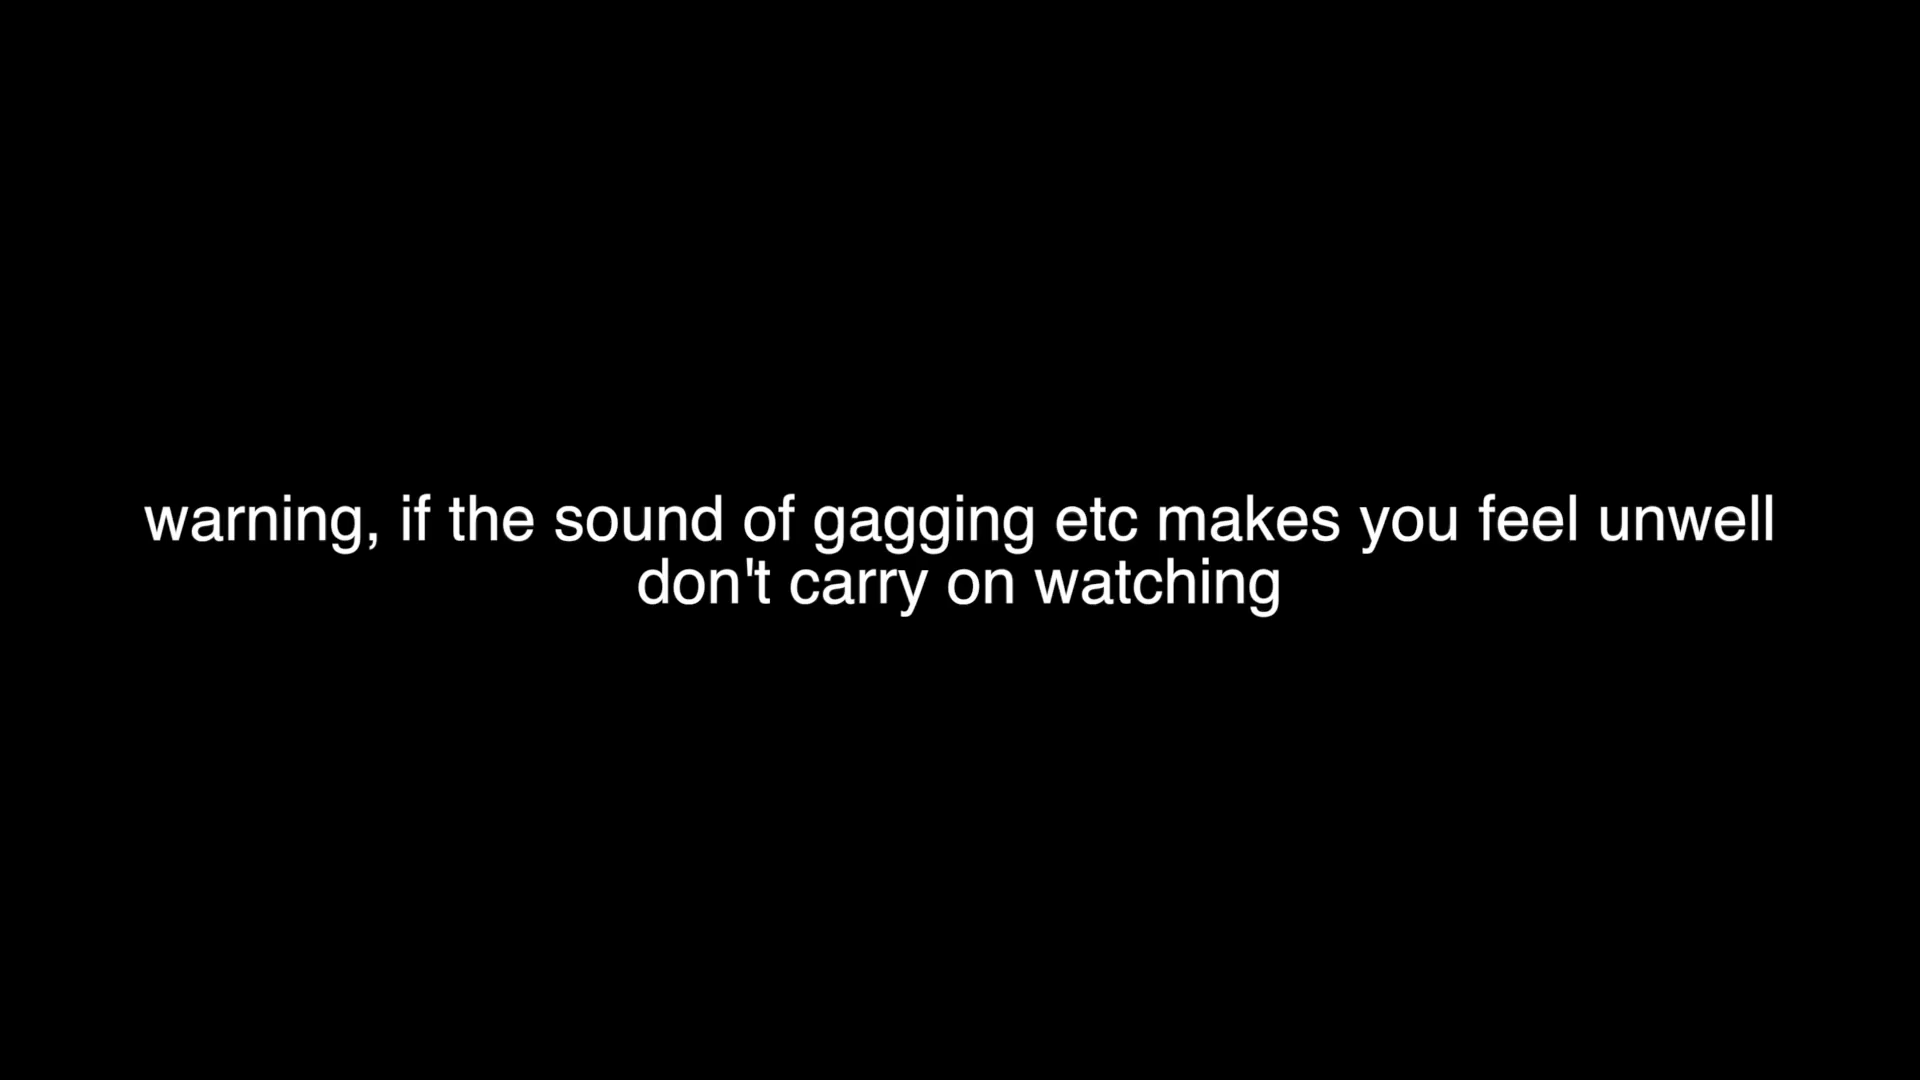 warning, if the sound of gagging etc makes you feel unwell
don't carry on watching